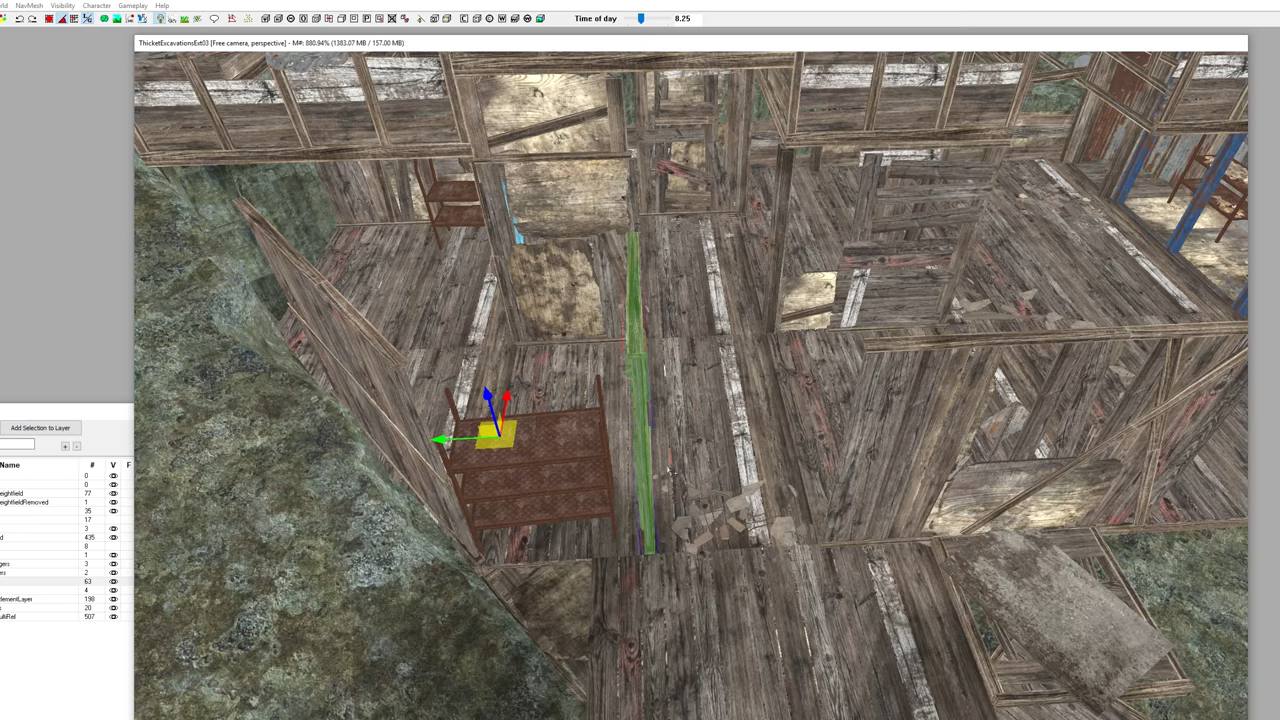 NavMesh Visibility Character Gameplay Help
Time of day 8.25
ThicketExcavationsExt03 [Free camera, perspective] - M#: 880.94% (1383.07 MB / 157.00 MB)
Add Selection to Layer
+ -
Name # V F
0
0
eightfield 77
eightfieldRemoved 1
35
17
3
d 435
8
1
gers 3
ers 2
63
4
tlementLayer 198
s 20
507